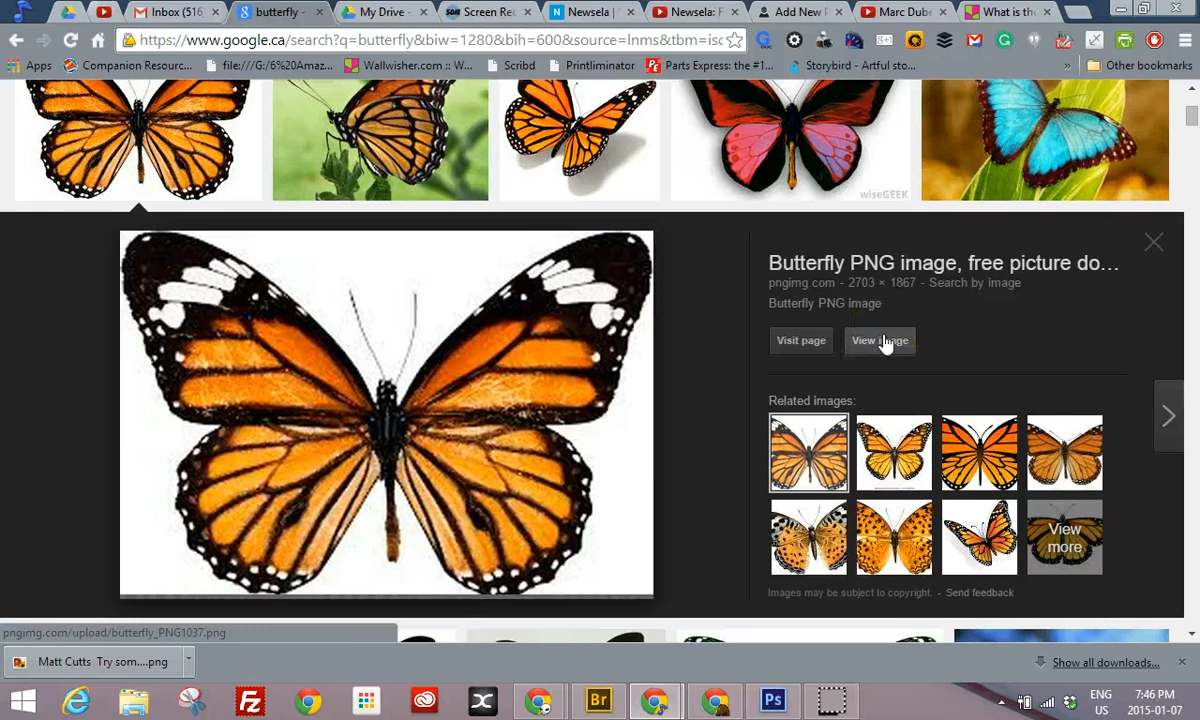 Inbox (516
butterfly -
My Drive -
Screen Rec
Newsela |
Newsela: F
Add New
Marc Dube
What is th
https://www.google.ca/search?q=butterfly&biw=1280&bih=600&source=lnms&tbm=isc
Apps
Companion Resourc...
file:///G:/6%20Amaz...
Wallwisher.com :: W...
Scribd
Printliminator
Parts Express: the #1...
Storybird - Artful sto...
»
Other bookmarks
wiseGEEK
Butterfly PNG image, free picture do...
pngimg.com - 2703 × 1867 - Search by image
Butterfly PNG image
Visit page
View image
Related images:
View
more
Images may be subject to copyright. - Send feedback
pngimg.com/upload/butterfly_PNG1037.png
Matt Cutts Try som....png
Show all downloads...
ENG
US
7:46 PM
2015-01-07